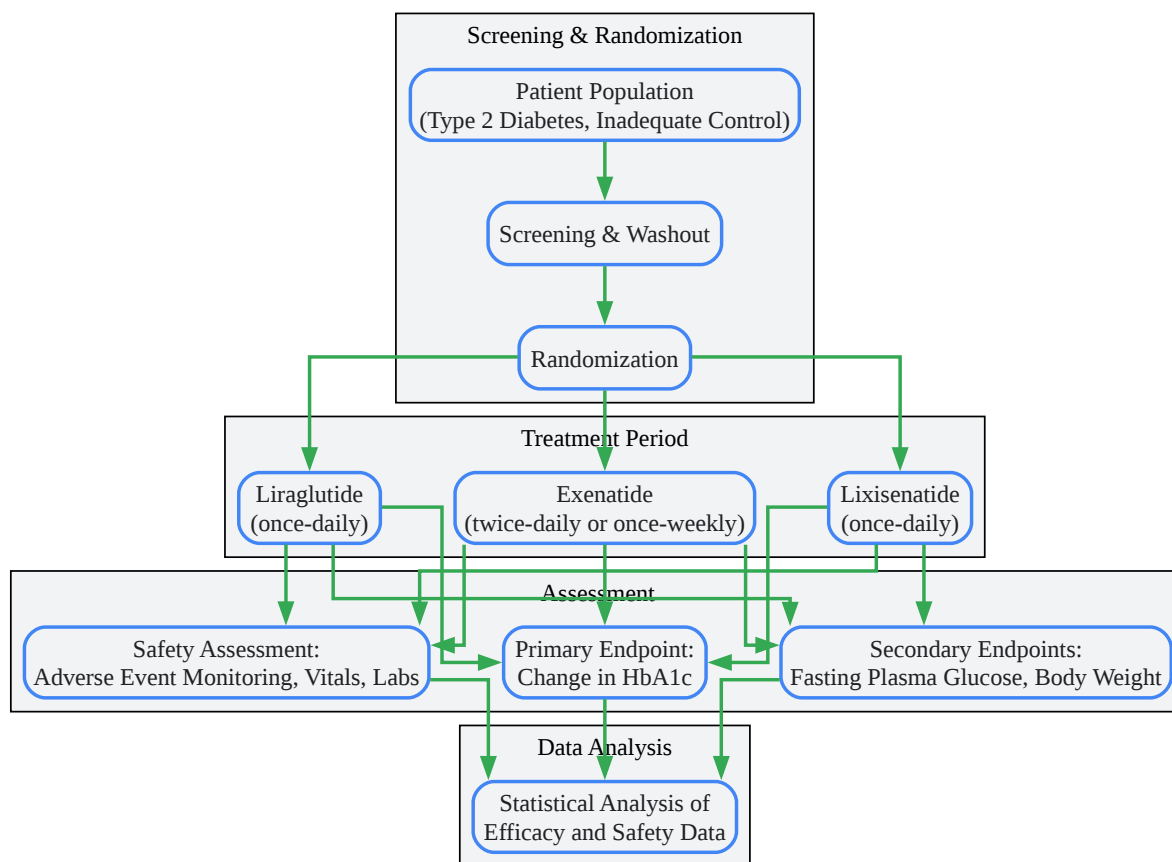 Screening & Randomization
Patient Population
(Type 2 Diabetes, Inadequate Control)
Screening & Washout
Randomization
Treatment Period
Liraglutide
(once-daily)
Exenatide
(twice-daily or once-weekly)
Lixisenatide
(once-daily)
Assessment
Safety Assessment:
Adverse Event Monitoring, Vitals, Labs
Primary Endpoint:
Change in HbA1c
Secondary Endpoints:
Fasting Plasma Glucose, Body Weight
Data Analysis
Statistical Analysis of
Efficacy and Safety Data